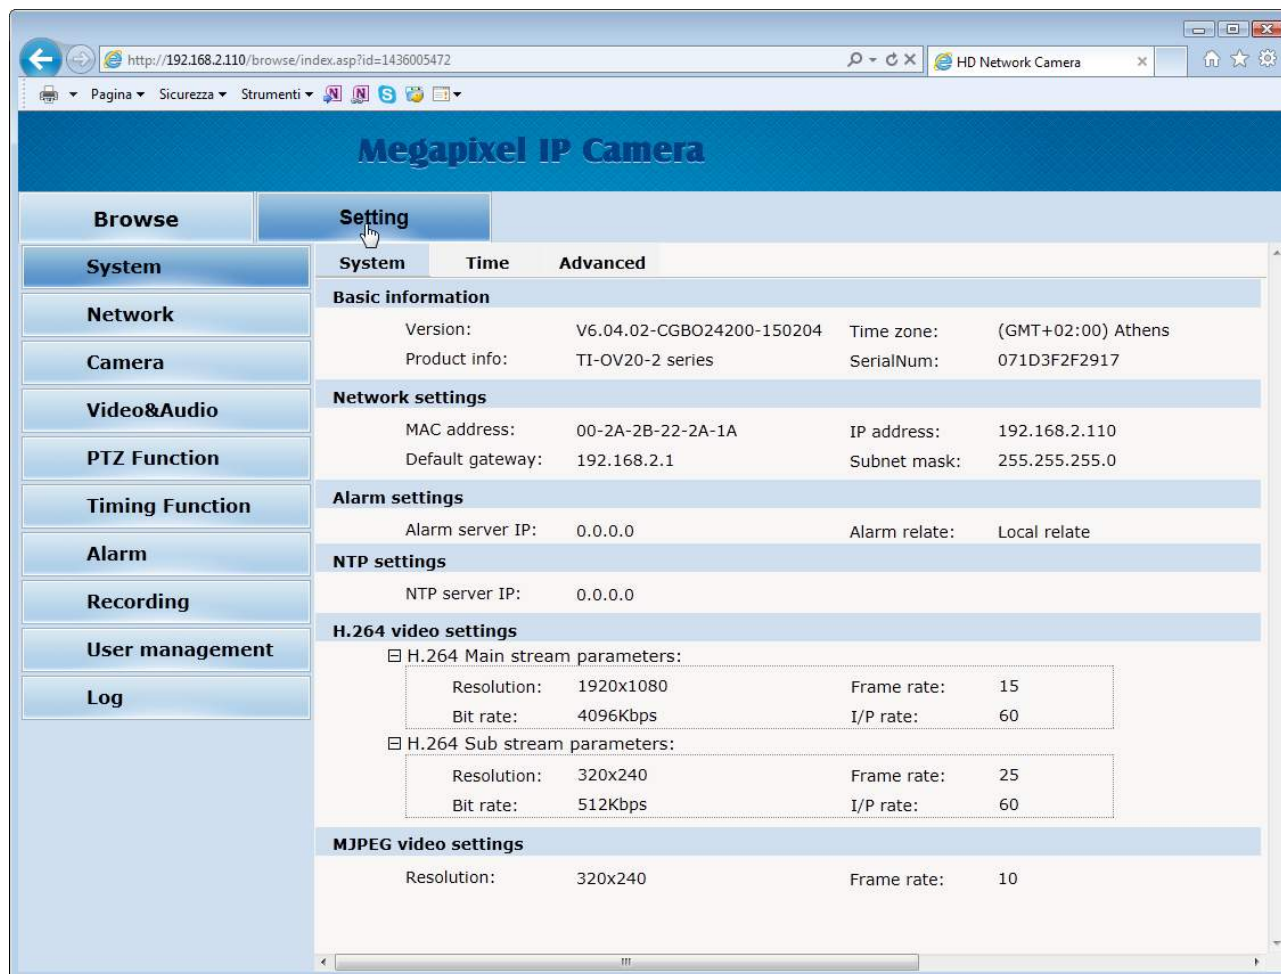 http://192.168.2.110/browse/index.asp?id=1436005472
HD Network Camera
Pagina Sicurezza Strumenti
Megapixel IP Camera
Browse Setting
System
Network
Camera
Video&Audio
PTZ Function
Timing Function
Alarm
Recording
User management
Log
System Time Advanced
Basic information
Version: V6.04.02-CGBO24200-150204 Time zone: (GMT+02:00) Athens
Product info: TI-OV20-2 series SerialNum: 071D3F2F2917
Network settings
MAC address: 00-2A-2B-22-2A-1A IP address: 192.168.2.110
Default gateway: 192.168.2.1 Subnet mask: 255.255.255.0
Alarm settings
Alarm server IP: 0.0.0.0 Alarm relate: Local relate
NTP settings
NTP server IP: 0.0.0.0
H.264 video settings
H.264 Main stream parameters:
Resolution: 1920x1080 Frame rate: 15
Bit rate: 4096Kbps I/P rate: 60
H.264 Sub stream parameters:
Resolution: 320x240 Frame rate: 25
Bit rate: 512Kbps I/P rate: 60
MJPEG video settings
Resolution: 320x240 Frame rate: 10